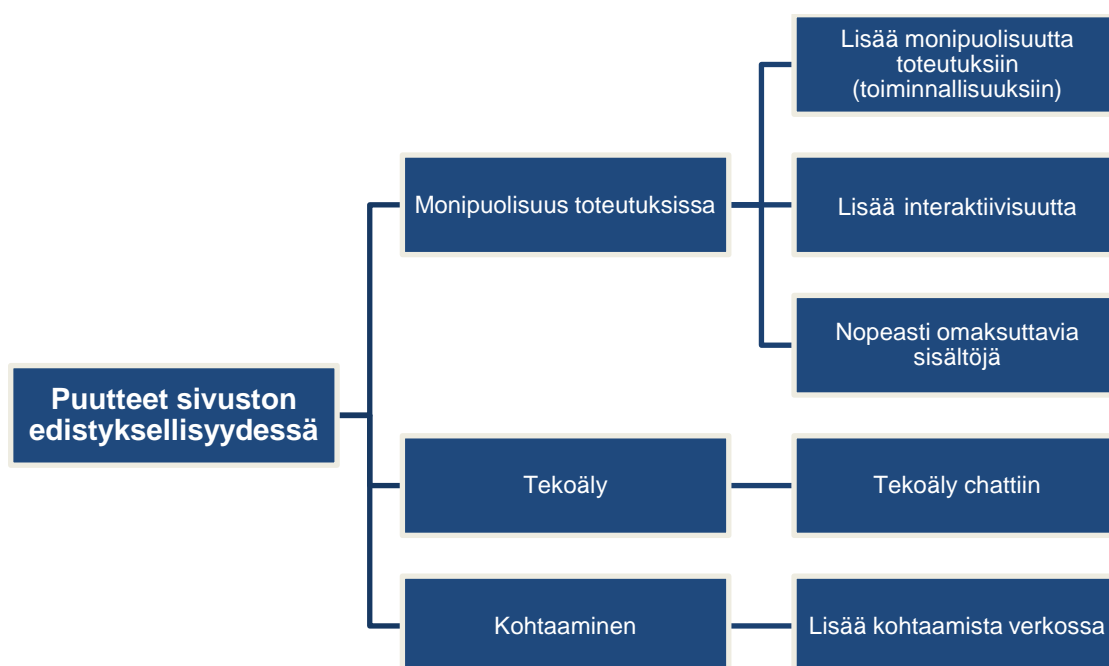 Puutteet sivuston
edistyksellisyydessä
Monipuolisuus toteutuksissa
Lisää monipuolisuutta
toteutuksiin
(toiminnallisuuksiin)
Lisää interaktiivisuutta
Nopeasti omaksuttavia
sisältöjä
Tekoäly
Tekoäly chattiin
Kohtaaminen
Lisää kohtaamista verkossa